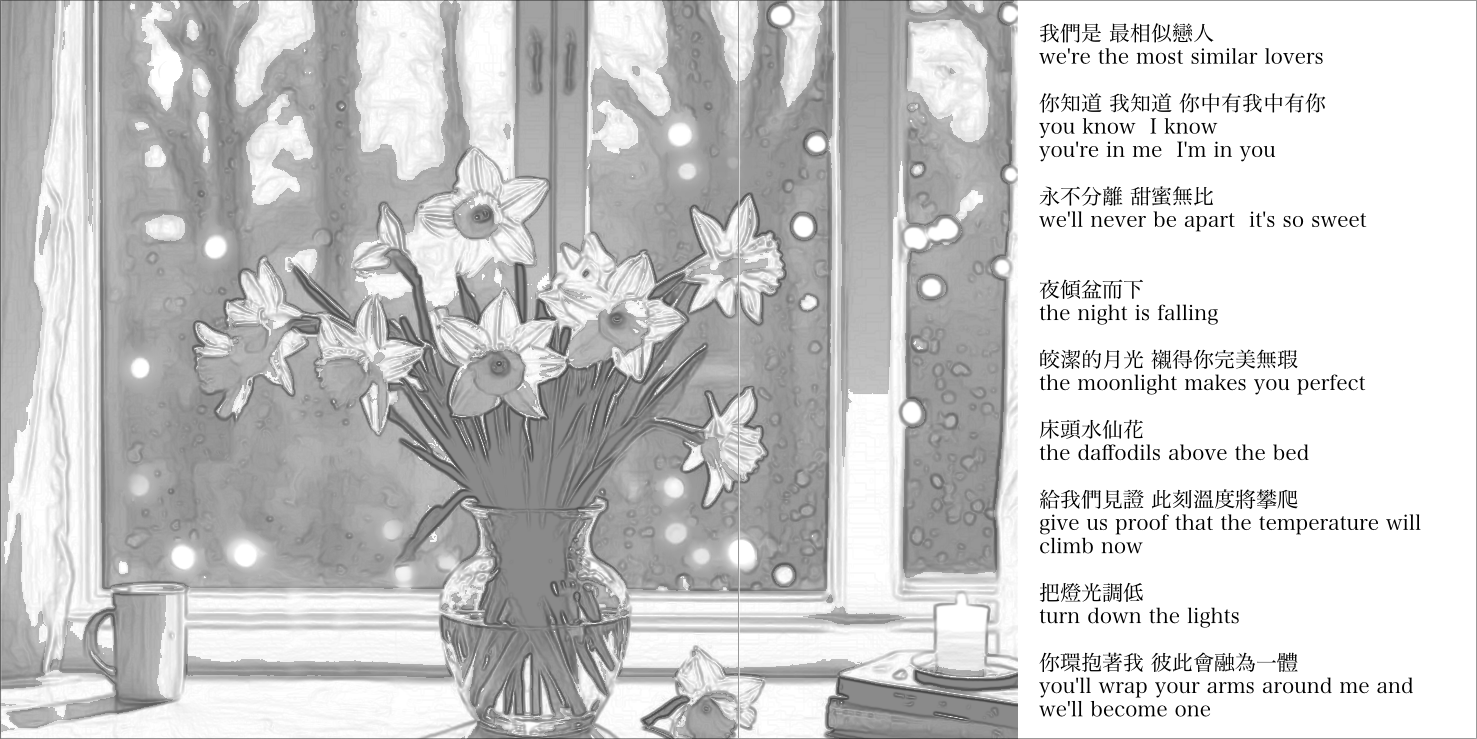 我們是 最相似戀人
we're the most similar lovers
你知道 我知道 你中有我中有你
you know  I know
you're in me  I'm in you
永不分離 甜蜜無比
we'll never be apart  it's so sweet
夜傾盆而下
the night is falling
皎潔的月光 襯得你完美無瑕
the moonlight makes you perfect
床頭水仙花
the daffodils above the bed
給我們見證 此刻溫度將攀爬
give us proof that the temperature will
climb now
把燈光調低
turn down the lights
你環抱著我 彼此會融為一體
you'll wrap your arms around me and
we'll become one